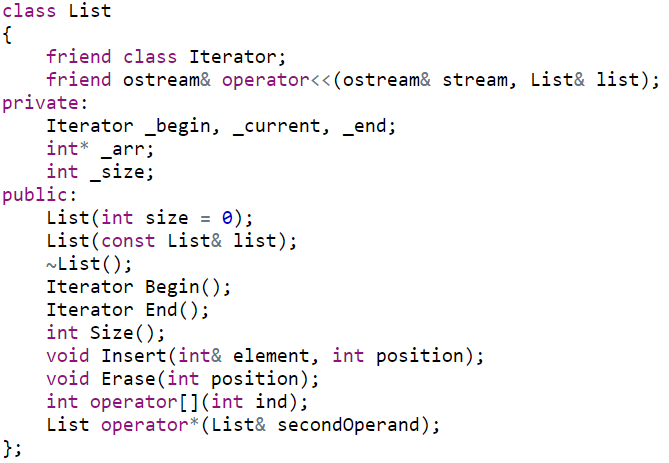 class List
{
    friend class Iterator;
    friend ostream& operator<<(ostream& stream, List& list);
private:
    Iterator _begin, _current, _end;
    int* _arr;
    int _size;
public:
    List(int size = 0);
    List(const List& list);
    ~List();
    Iterator Begin();
    Iterator End();
    int Size();
    void Insert(int& element, int position);
    void Erase(int position);
    int operator[](int ind);
    List operator*(List& secondOperand);
};